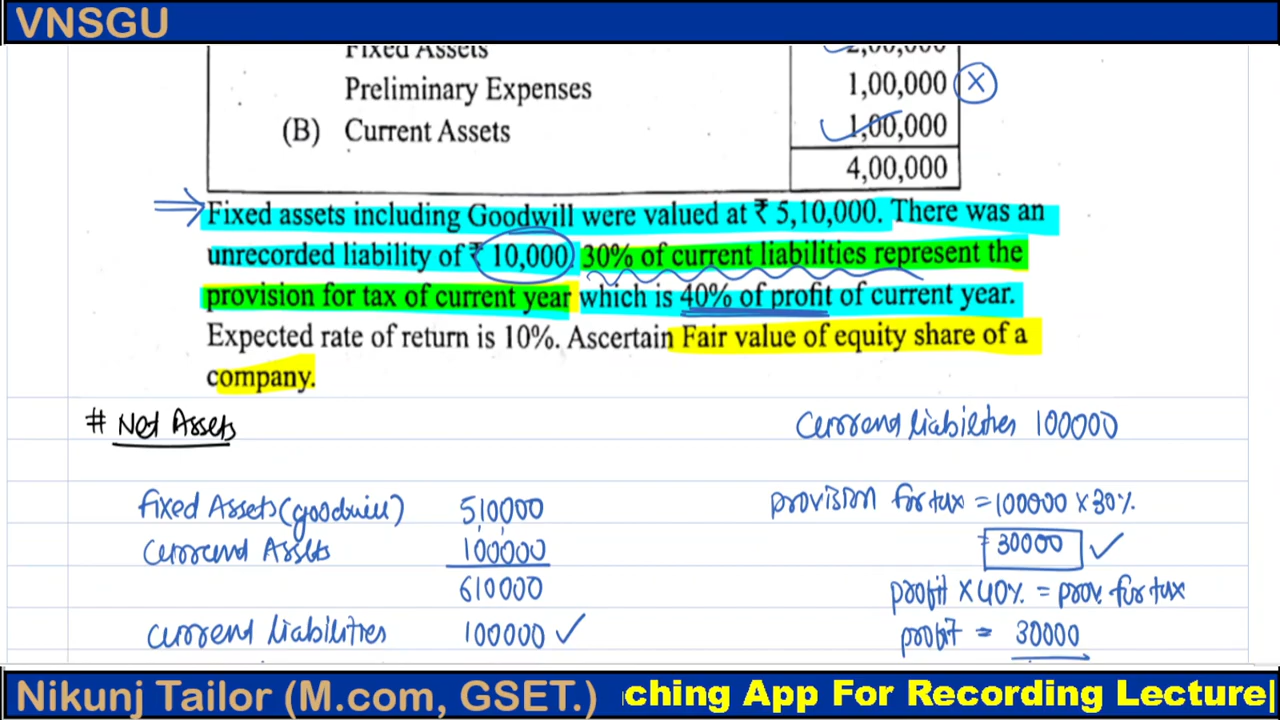 VNSGU
Fixed Assets 2,00,000
Preliminary Expenses 1,00,000 X
(B) Current Assets 1,00,000
4,00,000
Fixed assets including Goodwill were valued at ₹ 5,10,000. There was an
unrecorded liability of ₹ 10,000. 30% of current liabilities represent the
provision for tax of current year which is 40% of profit of current year.
Expected rate of return is 10%. Ascertain Fair value of equity share of a
company.
# Net Assets
Current liabilities 100000
Fixed Assets (goodwill) 510000
provision for tax = 100000 × 30%
Current Assets 100000
= 30000 ✓
610000
profit × 40% = prov. for tax
current liabilities 100000 ✓
profit = 30000
Nikunj Tailor (M.com, GSET.)
ching App For Recording Lecture|